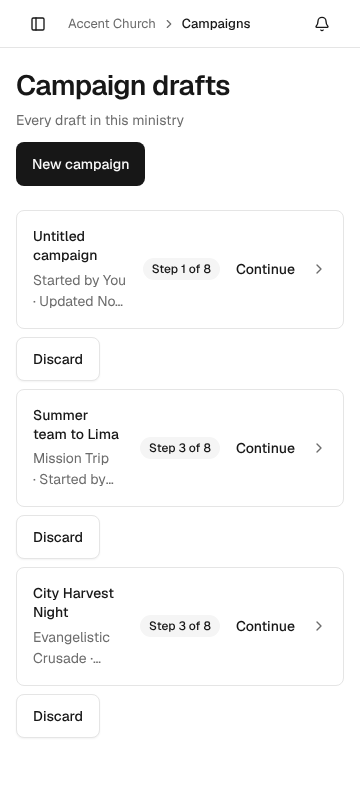 Accent Church > Campaigns
Campaign drafts
Every draft in this ministry
New campaign
Untitled
campaign
Started by You
· Updated No...
Step 1 of 8
Continue
Discard
Summer
team to Lima
Mission Trip
· Started by...
Step 3 of 8
Continue
Discard
City Harvest
Night
Evangelistic
Crusade ·...
Step 3 of 8
Continue
Discard